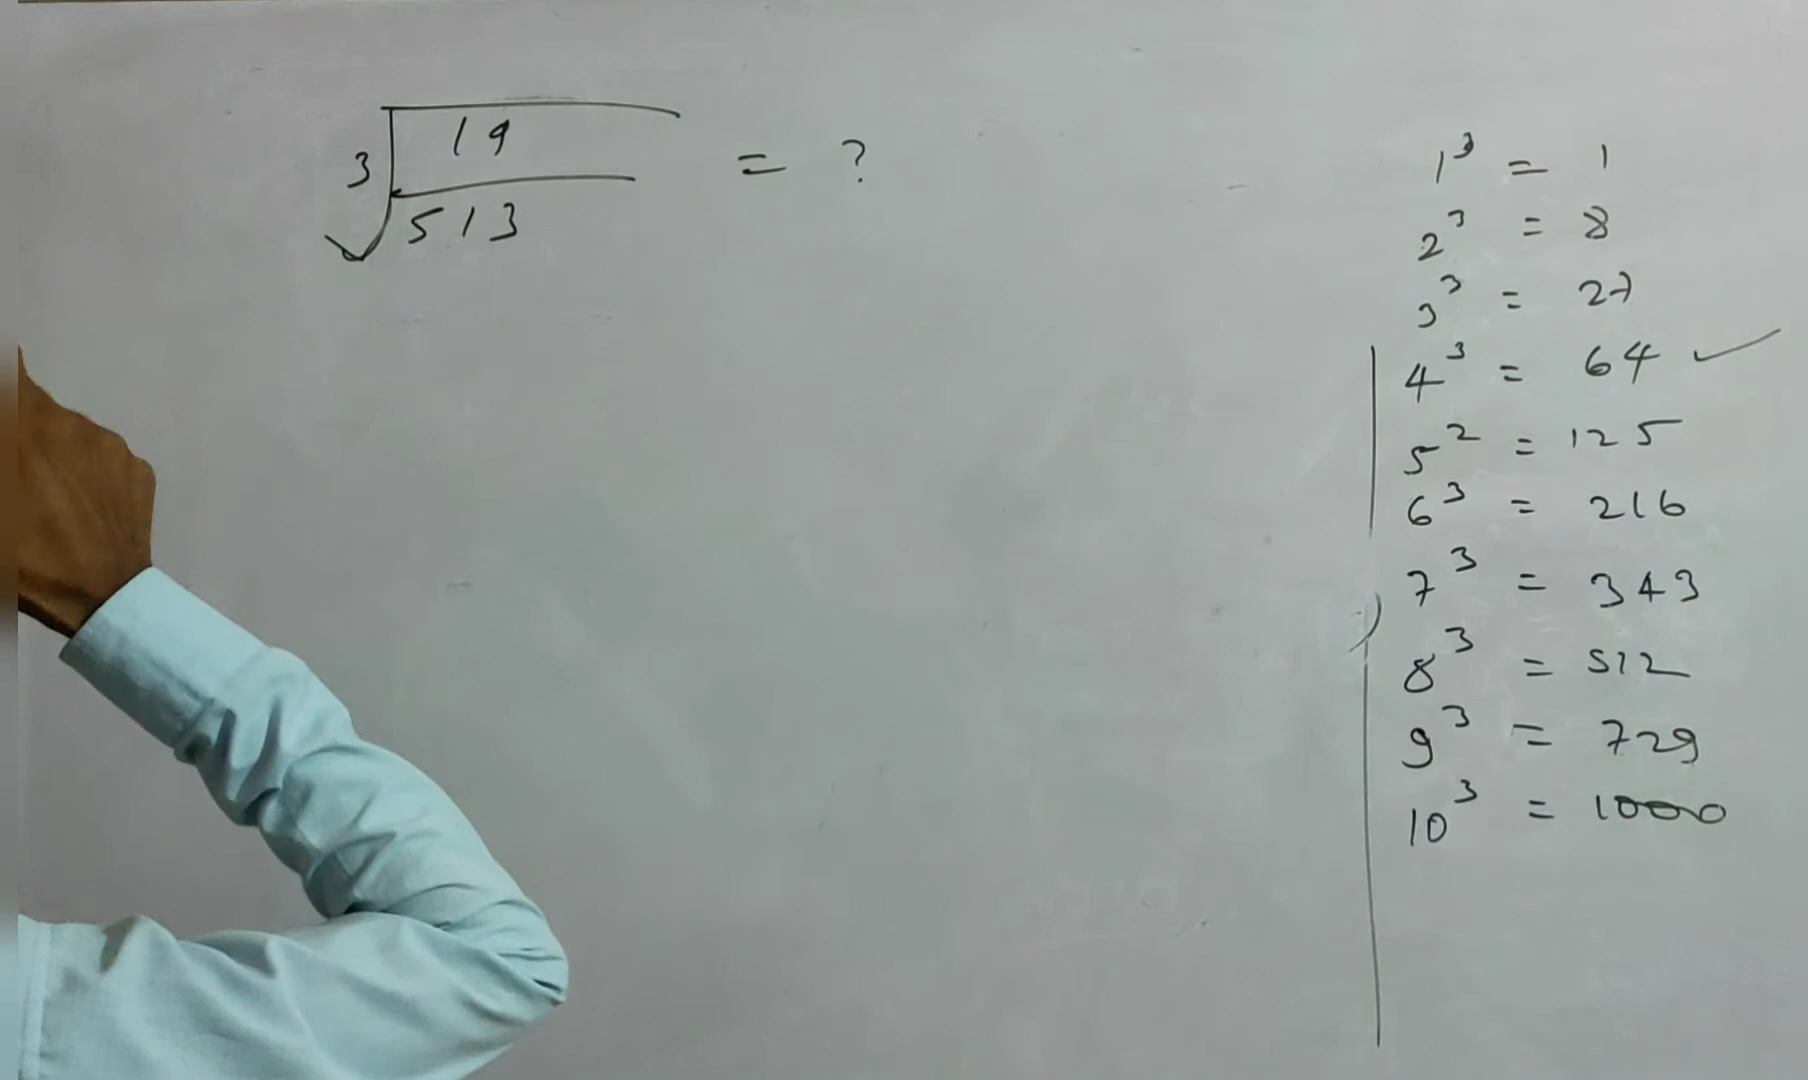 ∛(19/513) = ?
1³ = 1
2³ = 8
3³ = 27
4³ = 64 ✓
5² = 125
6³ = 216
7³ = 343
8³ = 512
9³ = 729
10³ = 1000